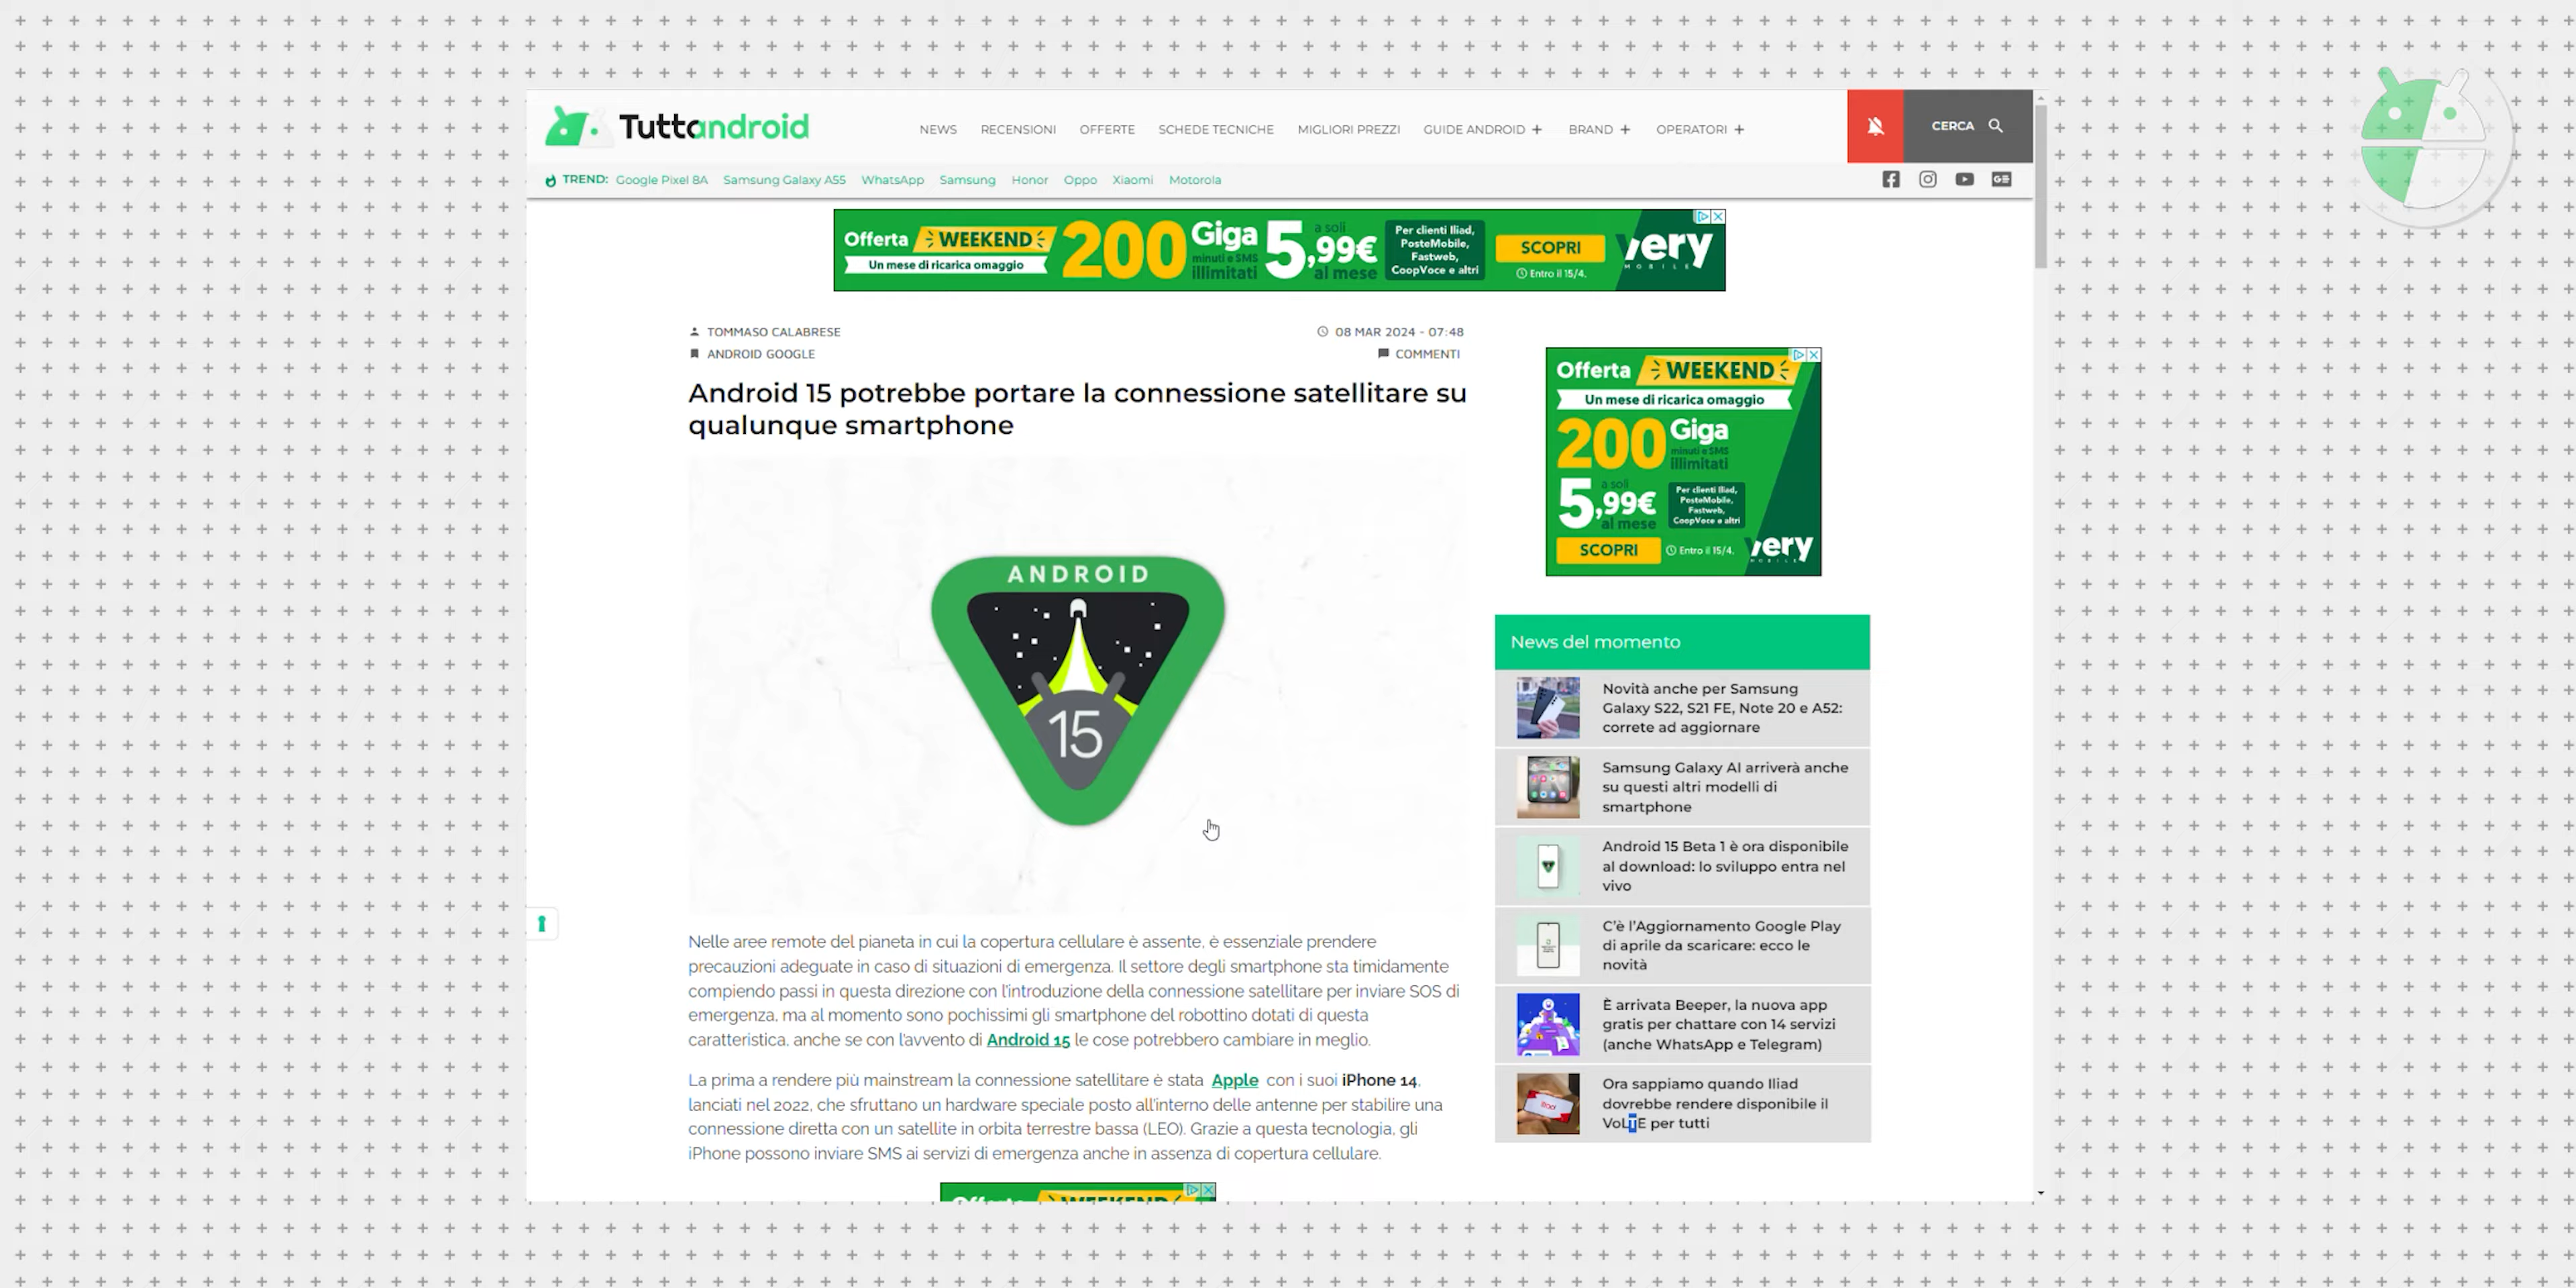 Tuttoandroid
NEWS RECENSIONI OFFERTE SCHEDE TECNICHE MIGLIORI PREZZI GUIDE ANDROID + BRAND + OPERATORI +
CERCA
TREND: Google Pixel 8A Samsung Galaxy A55 WhatsApp Samsung Honor Oppo Xiaomi Motorola
Offerta WEEKEND
Un mese di ricarica omaggio
200 Giga
minuti e SMS
illimitati
a soli
5,99€
al mese
Per clienti Iliad,
PosteMobile,
Fastweb,
CoopVoce e altri
SCOPRI
Entro il 15/4.
very
MOBILE
TOMMASO CALABRESE
08 MAR 2024 - 07:48
ANDROID GOOGLE
COMMENTI
Android 15 potrebbe portare la connessione satellitare su
qualunque smartphone
ANDROID
15
Nelle aree remote del pianeta in cui la copertura cellulare è assente, è essenziale prendere
precauzioni adeguate in caso di situazioni di emergenza. Il settore degli smartphone sta timidamente
compiendo passi in questa direzione con l'introduzione della connessione satellitare per inviare SOS di
emergenza, ma al momento sono pochissimi gli smartphone del robottino dotati di questa
caratteristica, anche se con l'avvento di Android 15 le cose potrebbero cambiare in meglio.
La prima a rendere più mainstream la connessione satellitare è stata Apple con i suoi iPhone 14,
lanciati nel 2022, che sfruttano un hardware speciale posto all'interno delle antenne per stabilire una
connessione diretta con un satellite in orbita terrestre bassa (LEO). Grazie a questa tecnologia, gli
iPhone possono inviare SMS ai servizi di emergenza anche in assenza di copertura cellulare.
Offerta WEEKEND
Offerta WEEKEND
Un mese di ricarica omaggio
200 Giga
minuti e SMS
illimitati
a soli
5,99€
al mese
Per clienti Iliad,
PosteMobile,
Fastweb,
CoopVoce e altri
SCOPRI
Entro il 15/4.
very
News del momento
Novità anche per Samsung
Galaxy S22, S21 FE, Note 20 e A52:
correte ad aggiornare
Samsung Galaxy AI arriverà anche
su questi altri modelli di
smartphone
Android 15 Beta 1 è ora disponibile
al download: lo sviluppo entra nel
vivo
C'è l'Aggiornamento Google Play
di aprile da scaricare: ecco le
novità
È arrivata Beeper, la nuova app
gratis per chattare con 14 servizi
(anche WhatsApp e Telegram)
Ora sappiamo quando Iliad
dovrebbe rendere disponibile il
VoLTE per tutti